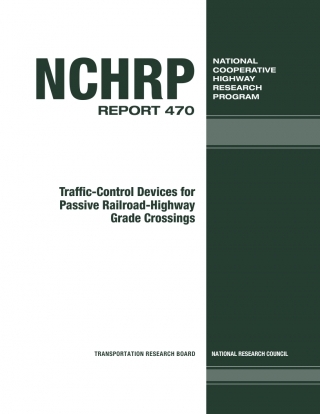 NCHRP
REPORT 470
NATIONAL
COOPERATIVE
HIGHWAY
RESEARCH
PROGRAM
Traffic-Control Devices for
Passive Railroad-Highway
Grade Crossings
TRANSPORTATION RESEARCH BOARD
NATIONAL RESEARCH COUNCIL